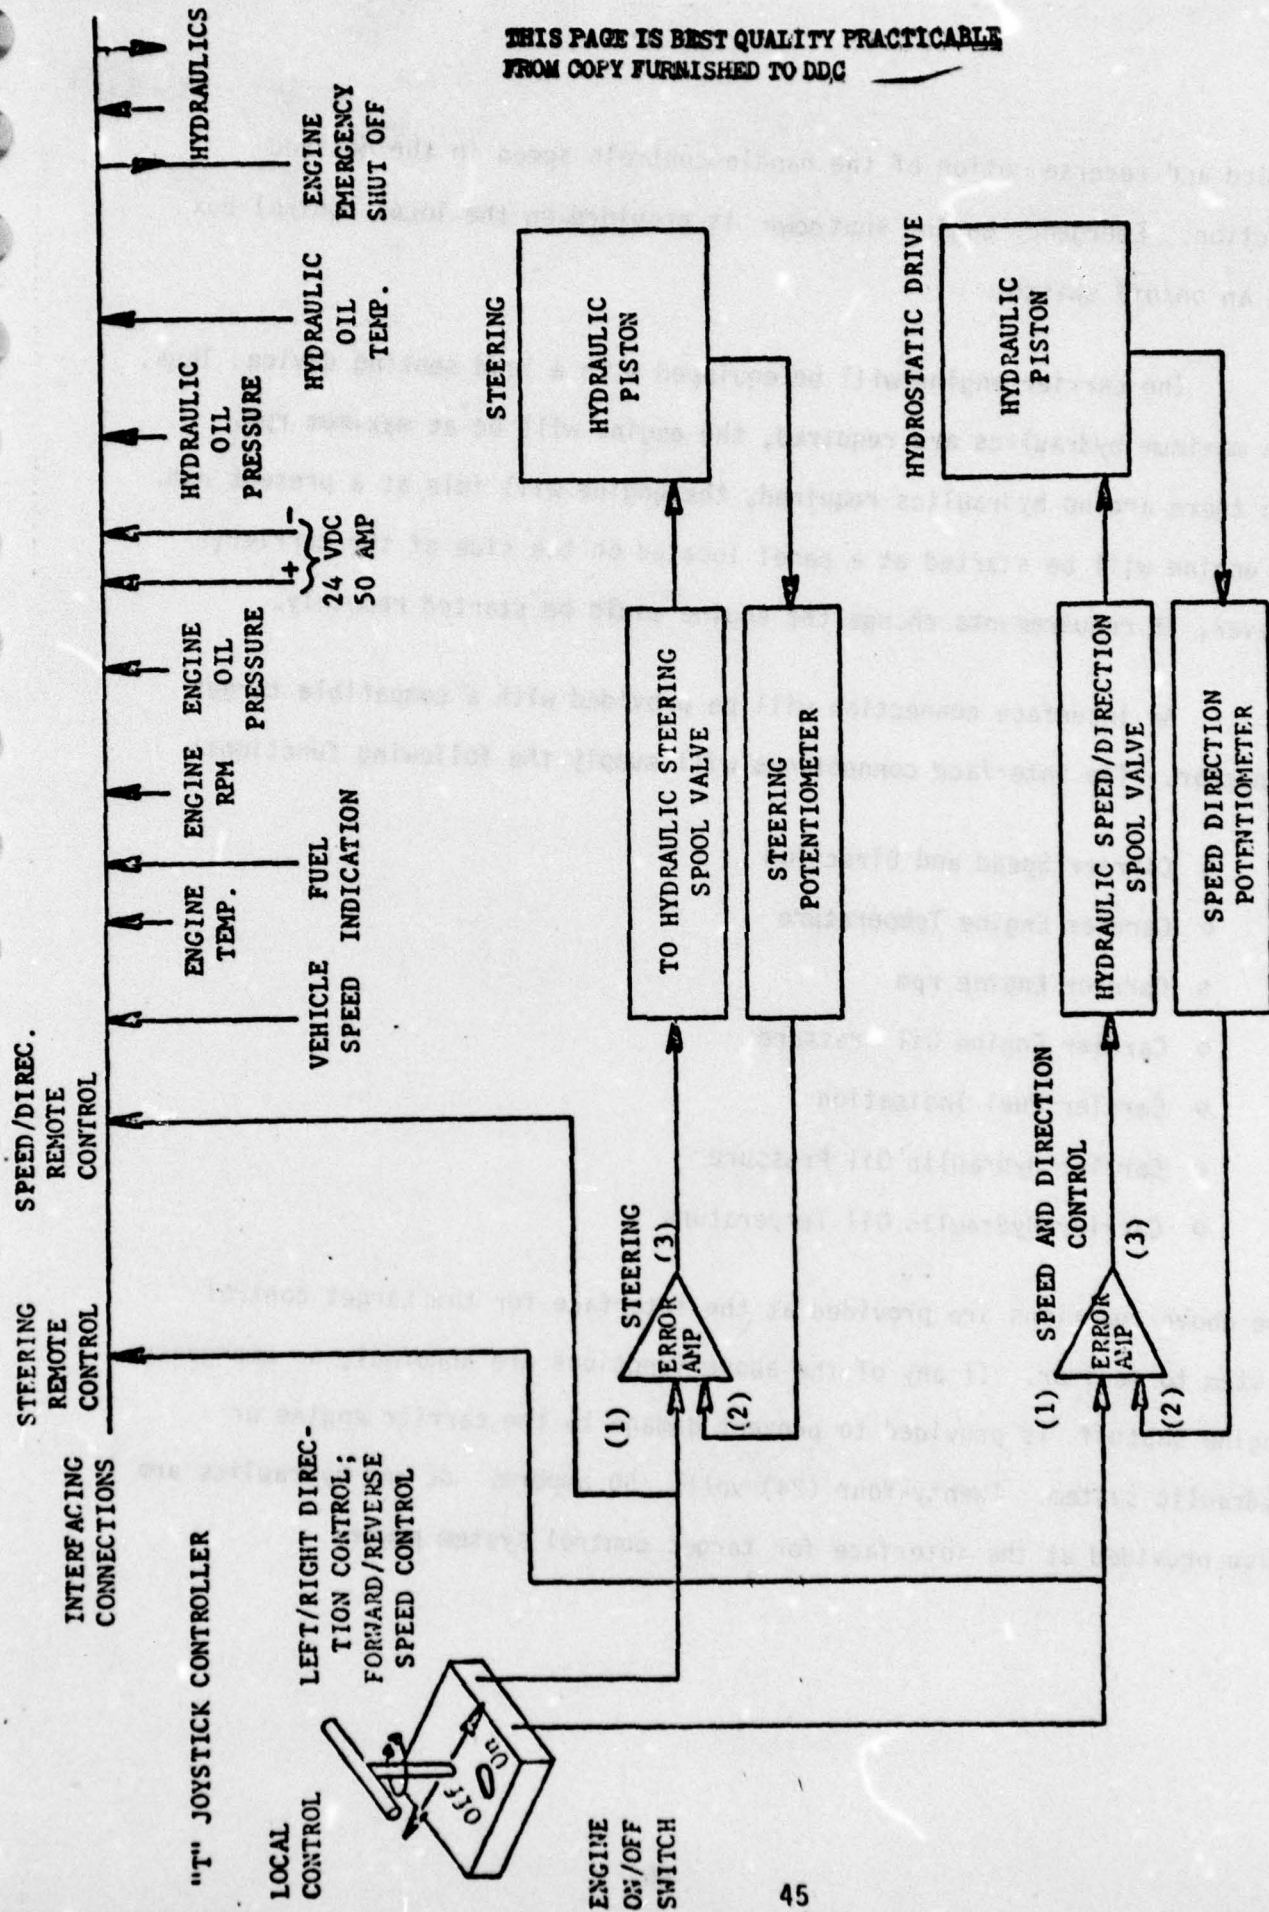 THIS PAGE IS BEST QUALITY PRACTICABLE
FROM COPY FURNISHED TO DDC
INTERFACING
CONNECTIONS
STEERING
REMOTE
CONTROL
SPEED/DIREC.
REMOTE
CONTROL
VEHICLE
SPEED
ENGINE
TEMP.
FUEL
INDICATION
ENGINE
RPM
ENGINE
OIL
PRESSURE
+ -
24 VDC
50 AMP
HYDRAULIC
OIL
PRESSURE
HYDRAULIC
OIL
TEMP.
ENGINE
EMERGENCY
SHUT OFF
HYDRAULICS
"T" JOYSTICK CONTROLLER
LOCAL
CONTROL
LEFT/RIGHT DIREC-
TION CONTROL;
FORWARD/REVERSE
SPEED CONTROL
Off
On
ENGINE
ON/OFF
SWITCH
STEERING
(1)
(2)
(3)
ERROR
AMP
TO HYDRAULIC STEERING
SPOOL VALVE
STEERING
POTENTIOMETER
STEERING
HYDRAULIC
PISTON
SPEED AND DIRECTION
CONTROL
(1)
(2)
(3)
ERROR
AMP
HYDRAULIC SPEED/DIRECTION
SPOOL VALVE
SPEED DIRECTION
POTENTIOMETER
HYDROSTATIC DRIVE
HYDRAULIC
PISTON
45